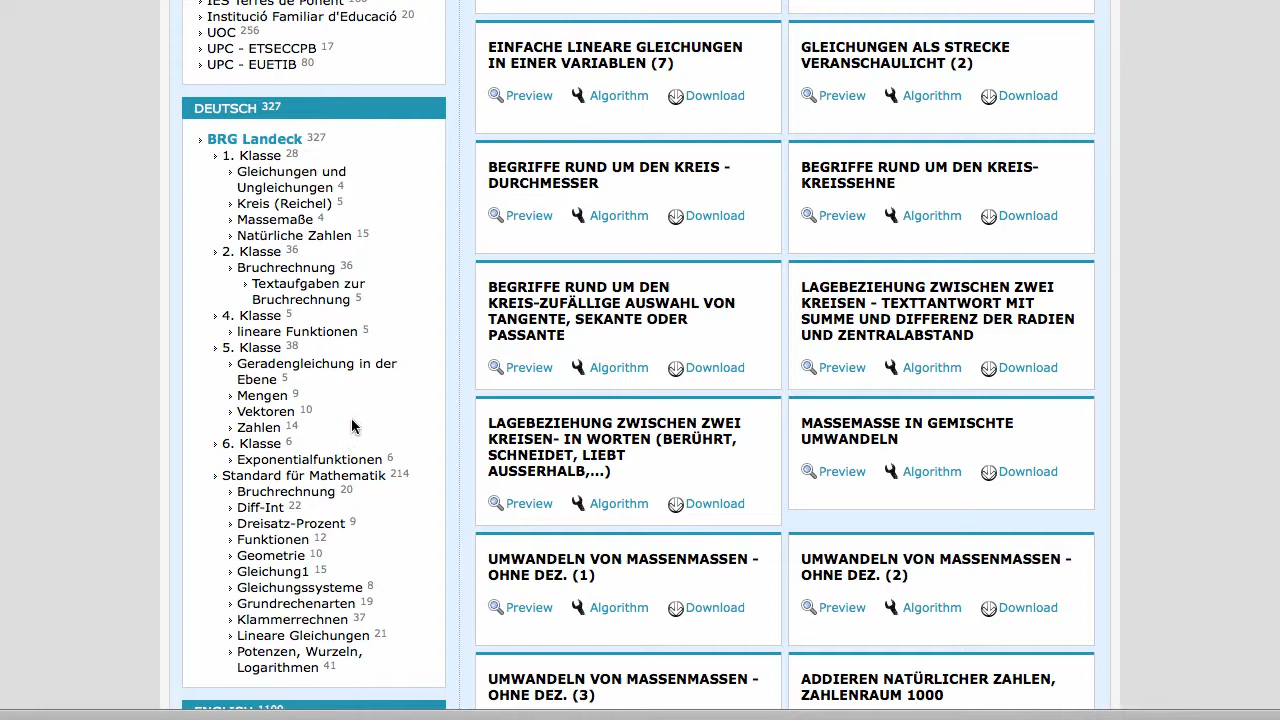 IES Terres de Ponent
Institució Familiar d'Educació 20
UOC 256
UPC - ETSECCPB 17
UPC - EUETIB 80
DEUTSCH 327
BRG Landeck 327
1. Klasse 28
Gleichungen und
Ungleichungen 4
Kreis (Reichel) 5
Massemaße 4
Natürliche Zahlen 15
2. Klasse 36
Bruchrechnung 36
Textaufgaben zur
Bruchrechnung 5
4. Klasse 5
lineare Funktionen 5
5. Klasse 38
Geradengleichung in der
Ebene 5
Mengen 9
Vektoren 10
Zahlen 14
6. Klasse 6
Exponentialfunktionen 6
Standard für Mathematik 214
Bruchrechnung 20
Diff-Int 22
Dreisatz-Prozent 9
Funktionen 12
Geometrie 10
Gleichung1 15
Gleichungssysteme 8
Grundrechenarten 19
Klammerrechnen 37
Lineare Gleichungen 21
Potenzen, Wurzeln,
Logarithmen 41
ENGLISH 1199
EINFACHE LINEARE GLEICHUNGEN
IN EINER VARIABLEN (7)
Preview Algorithm Download
GLEICHUNGEN ALS STRECKE
VERANSCHAULICHT (2)
Preview Algorithm Download
BEGRIFFE RUND UM DEN KREIS -
DURCHMESSER
Preview Algorithm Download
BEGRIFFE RUND UM DEN KREIS-
KREISSEHNE
Preview Algorithm Download
BEGRIFFE RUND UM DEN
KREIS-ZUFÄLLIGE AUSWAHL VON
TANGENTE, SEKANTE ODER
PASSANTE
Preview Algorithm Download
LAGEBEZIEHUNG ZWISCHEN ZWEI
KREISEN - TEXTTANTWORT MIT
SUMME UND DIFFERENZ DER RADIEN
UND ZENTRALABSTAND
Preview Algorithm Download
LAGEBEZIEHUNG ZWISCHEN ZWEI
KREISEN- IN WORTEN (BERÜHRT,
SCHNEIDET, LIEBT
AUSSERHALB,...)
Preview Algorithm Download
MASSEMASSE IN GEMISCHTE
UMWANDELN
Preview Algorithm Download
UMWANDELN VON MASSENMASSEN -
OHNE DEZ. (1)
Preview Algorithm Download
UMWANDELN VON MASSENMASSEN -
OHNE DEZ. (2)
Preview Algorithm Download
UMWANDELN VON MASSENMASSEN -
OHNE DEZ. (3)
ADDIEREN NATÜRLICHER ZAHLEN,
ZAHLENRAUM 1000